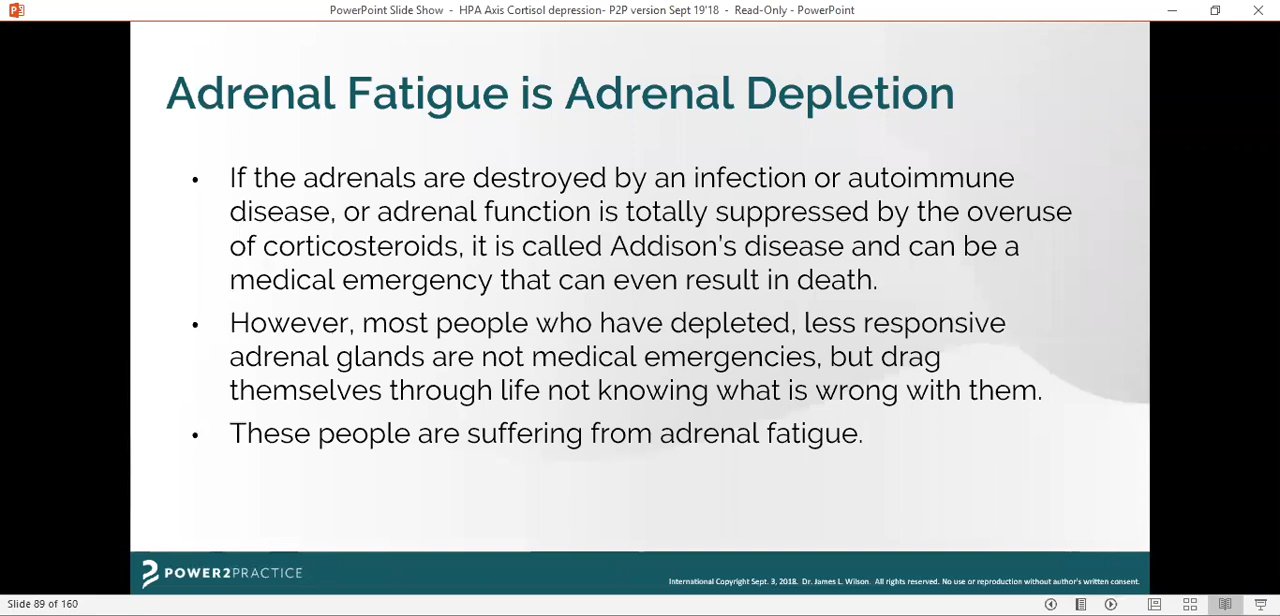 PowerPoint Slide Show - HPA Axis Cortisol depression- P2P version Sept 19'18 - Read-Only - PowerPoint
Adrenal Fatigue is Adrenal Depletion
• If the adrenals are destroyed by an infection or autoimmune
disease, or adrenal function is totally suppressed by the overuse
of corticosteroids, it is called Addison's disease and can be a
medical emergency that can even result in death.
• However, most people who have depleted, less responsive
adrenal glands are not medical emergencies, but drag
themselves through life not knowing what is wrong with them.
• These people are suffering from adrenal fatigue.
POWER2PRACTICE
International Copyright Sept. 3, 2018. Dr. James L. Wilson. All rights reserved. No use or reproduction without author's written consent.
Slide 89 of 160